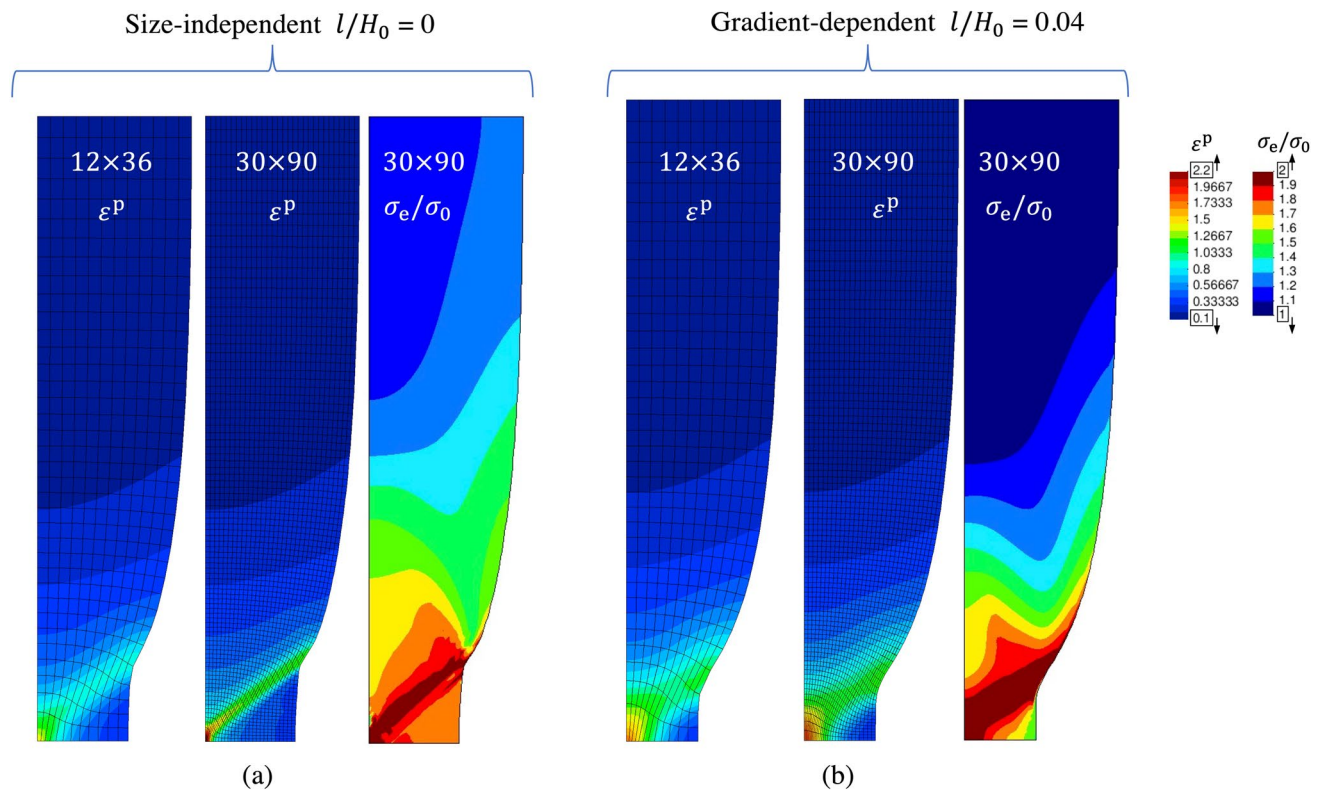 Size-independent l/H₀ = 0
Gradient-dependent l/H₀ = 0.04
12×36
εᵖ
30×90
εᵖ
30×90
σₑ/σ₀
12×36
εᵖ
30×90
εᵖ
30×90
σₑ/σ₀
εᵖ
2.2
1.9667
1.73333
1.5
1.2667
1.0333
0.8
0.56667
0.33333
0.1
σₑ/σ₀
2
1.9
1.8
1.7
1.6
1.5
1.4
1.3
1.2
1.1
1
(a)
(b)